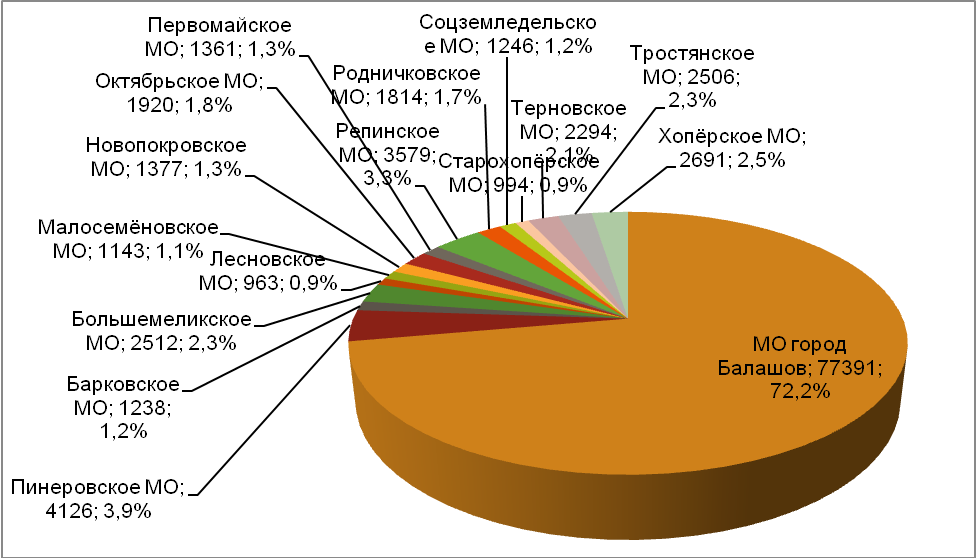 Первомайское
МО; 1361; 1,3%
Соцземледельско
е МО; 1246; 1,2%
Тростянское
МО; 2506;
2,3%
Октябрьское МО;
1920; 1,8%
Родничковское
МО; 1814; 1,7%
Терновское
МО; 2294;
2,1%
Хопёрское МО;
2691; 2,5%
Новопокровское
МО; 1377; 1,3%
Репинское
МО; 3579;
3,3%
Старохопёрское
МО; 994; 0,9%
Малосемёновское
МО; 1143; 1,1%
Лесновское
МО; 963; 0,9%
Большемеликское
МО; 2512; 2,3%
МО город
Балашов; 77391;
72,2%
Барковское
МО; 1238;
1,2%
Пинеровское МО;
4126; 3,9%